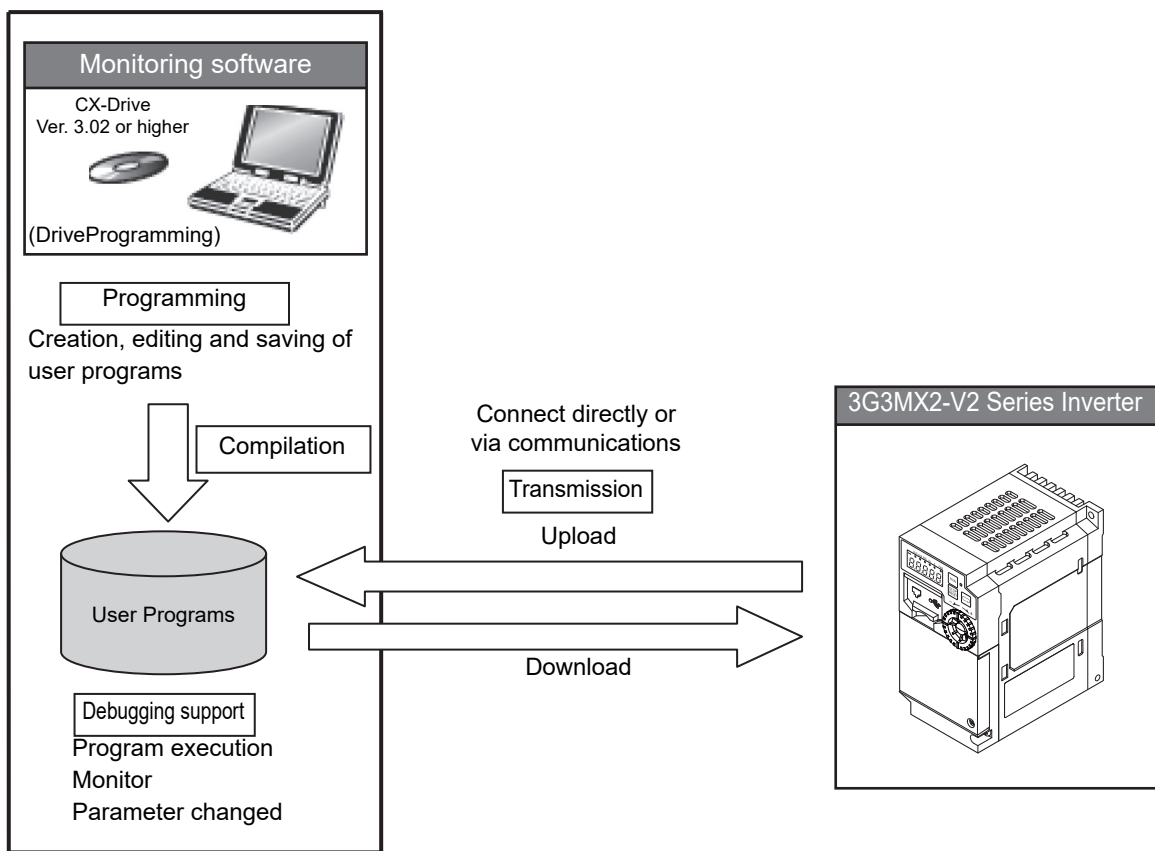 Monitoring software
CX-Drive
Ver. 3.02 or higher
(DriveProgramming)
Programming
Creation, editing and saving of
user programs
Compilation
User Programs
Debugging support
Program execution
Monitor
Parameter changed
Connect directly or
via communications
Transmission
Upload
Download
3G3MX2-V2 Series Inverter